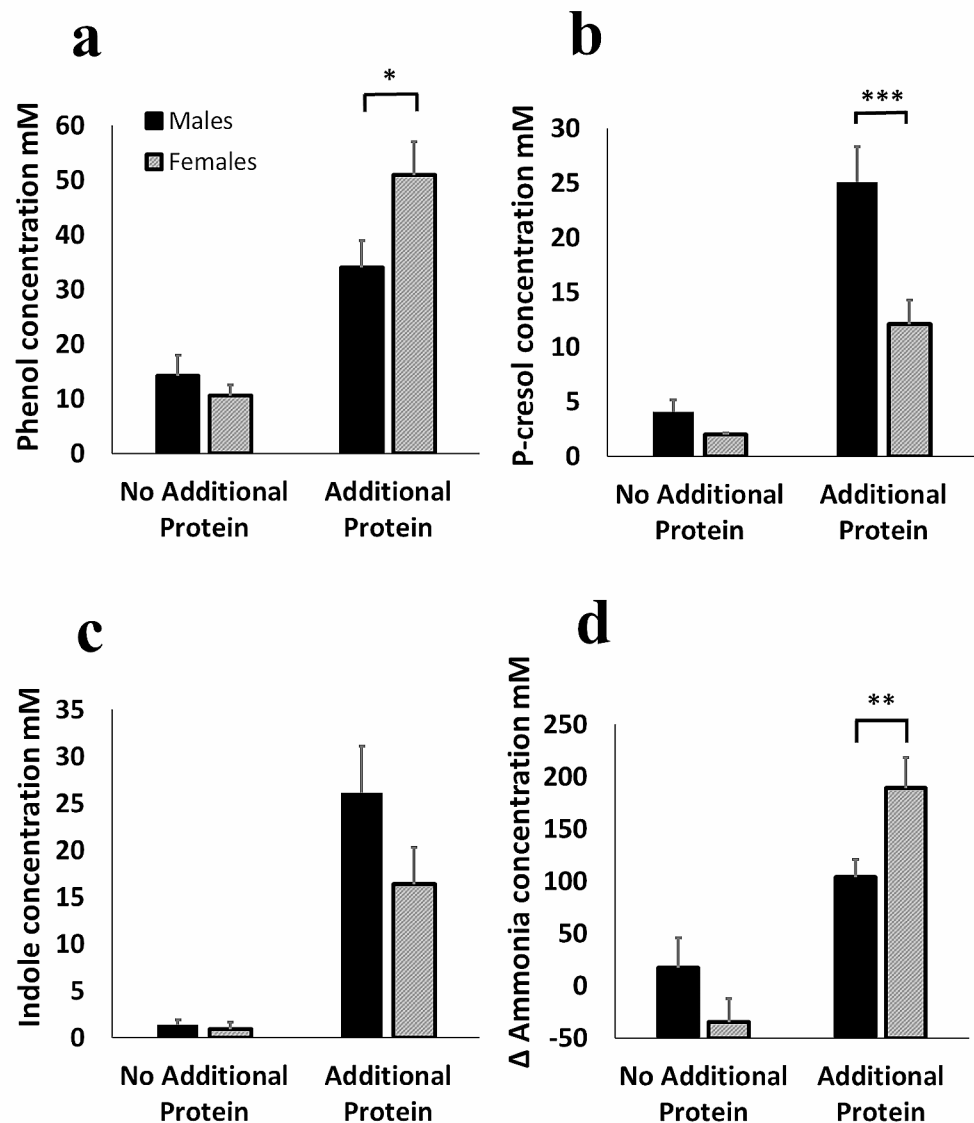 a
*
Phenol concentration mM
60
50
40
30
20
10
0
Males
Females
No Additional
Protein
Additional
Protein
b
***
P-cresol concentration mM
30
25
20
15
10
5
0
No Additional
Protein
Additional
Protein
c
Indole concentration mM
35
30
25
20
15
10
5
0
No Additional
Protein
Additional
Protein
d
**
Δ Ammonia concentration mM
250
200
150
100
50
0
-50
No Additional
Protein
Additional
Protein